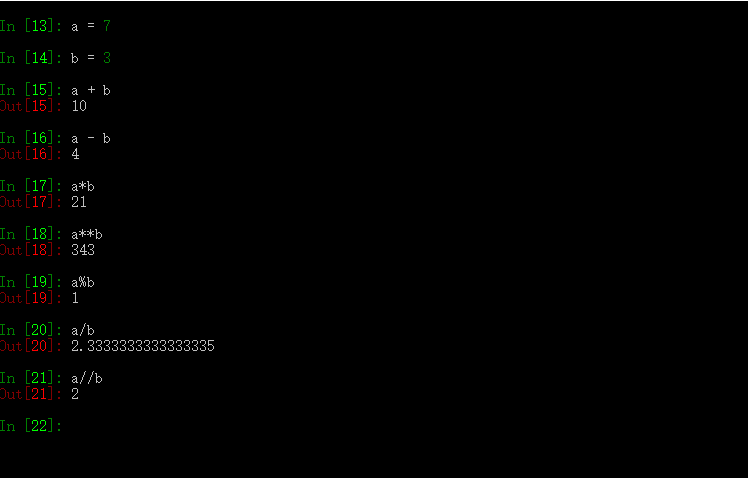 In [13]: a = 7
In [14]: b = 3
In [15]: a + b
Out[15]: 10
In [16]: a - b
Out[16]: 4
In [17]: a*b
Out[17]: 21
In [18]: a**b
Out[18]: 343
In [19]: a%b
Out[19]: 1
In [20]: a/b
Out[20]: 2.3333333333333335
In [21]: a//b
Out[21]: 2
In [22]: